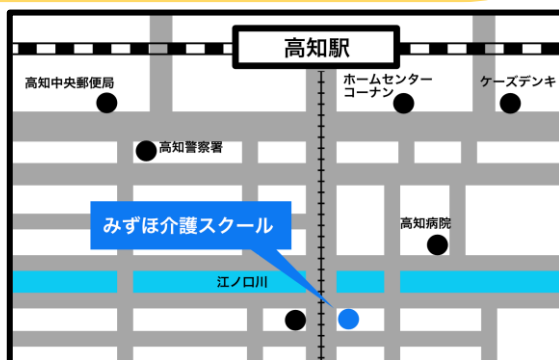 高知駅
高知中央郵便局
ホームセンター
コーナン
ケーズデンキ
高知警察署
みずほ介護スクール
高知病院
江ノ口川